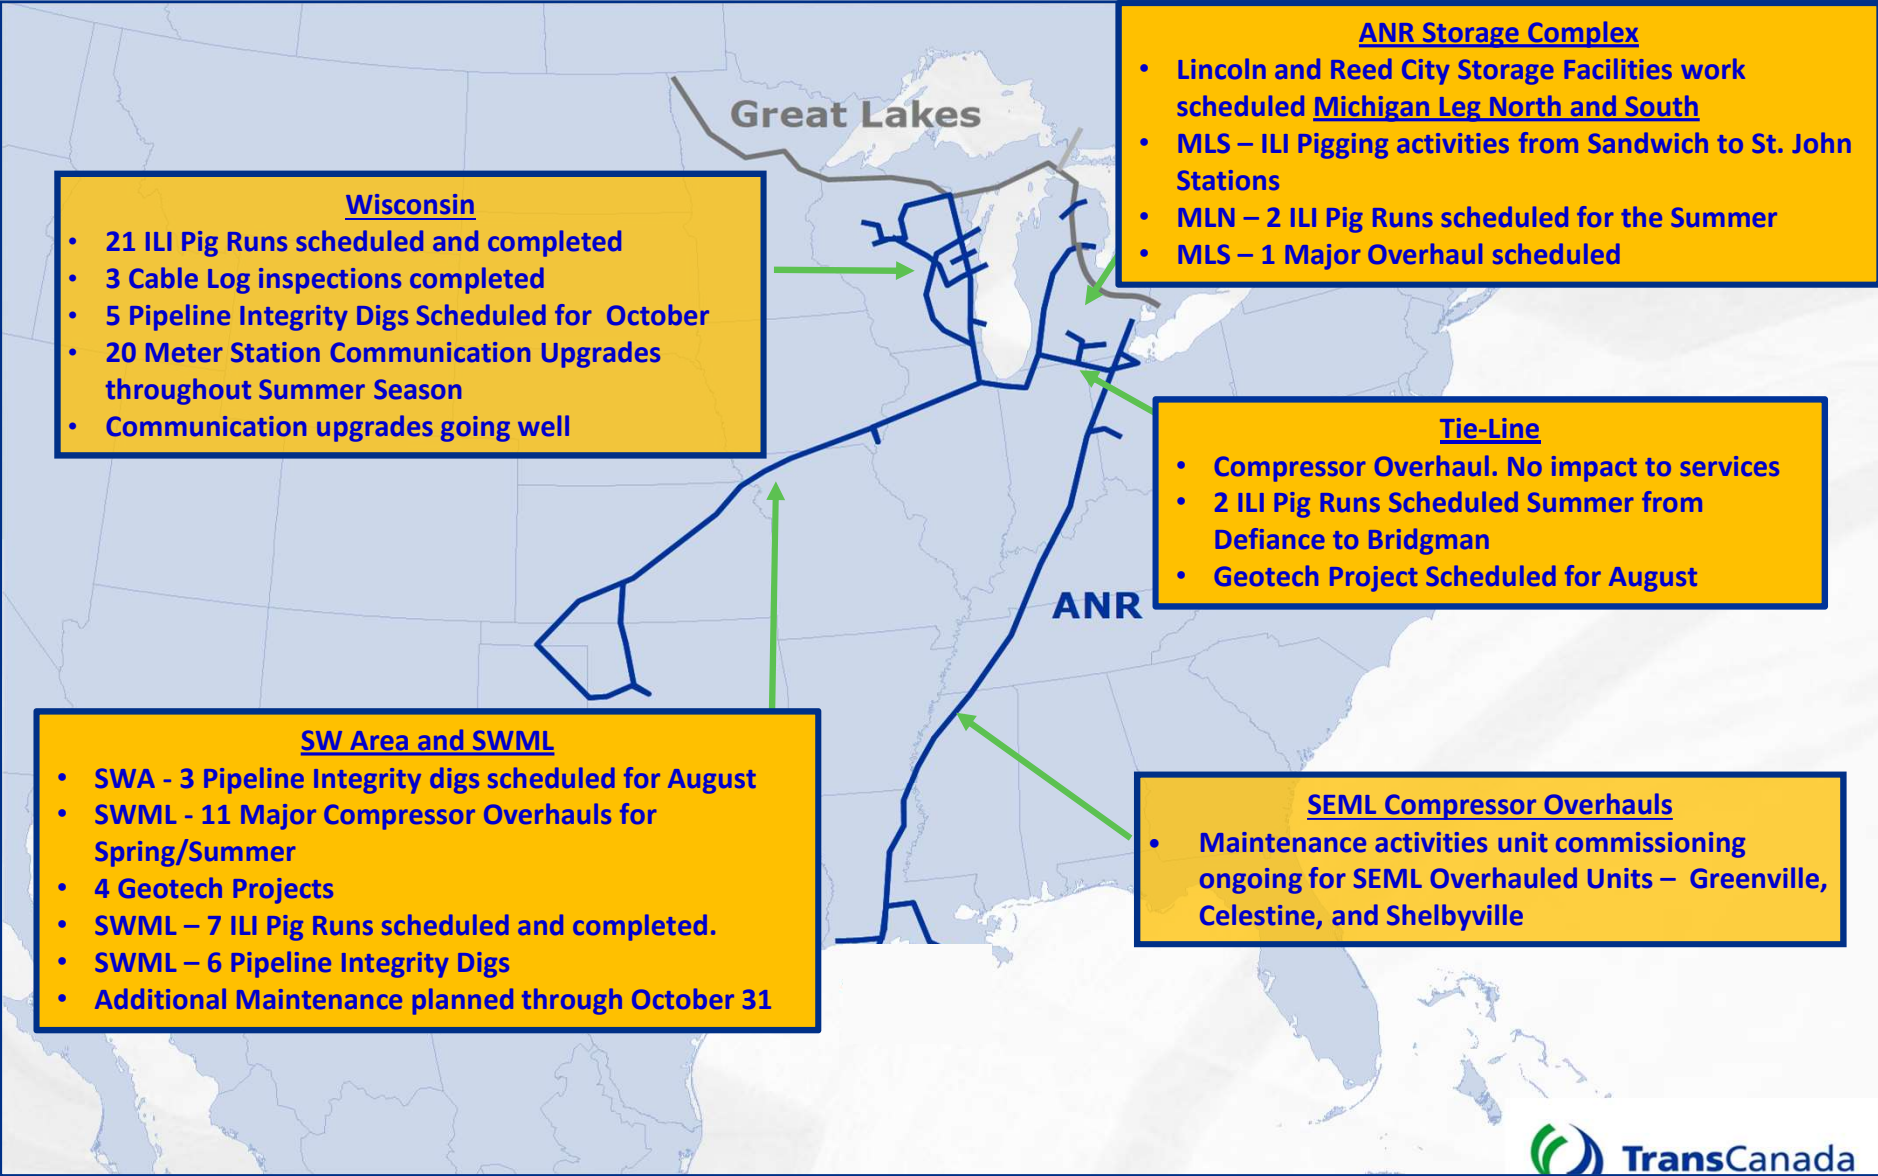 Great Lakes
ANR Storage Complex
• Lincoln and Reed City Storage Facilities work
scheduled Michigan Leg North and South
• MLS – ILI Pigging activities from Sandwich to St. John
Stations
• MLN – 2 ILI Pig Runs scheduled for the Summer
• MLS – 1 Major Overhaul scheduled
Wisconsin
• 21 ILI Pig Runs scheduled and completed
• 3 Cable Log inspections completed
• 5 Pipeline Integrity Digs Scheduled for October
• 20 Meter Station Communication Upgrades
throughout Summer Season
• Communication upgrades going well
Tie-Line
• Compressor Overhaul. No impact to services
• 2 ILI Pig Runs Scheduled Summer from
Defiance to Bridgman
• Geotech Project Scheduled for August
ANR
SW Area and SWML
• SWA - 3 Pipeline Integrity digs scheduled for August
• SWML - 11 Major Compressor Overhauls for
Spring/Summer
• 4 Geotech Projects
• SWML – 7 ILI Pig Runs scheduled and completed.
• SWML – 6 Pipeline Integrity Digs
• Additional Maintenance planned through October 31
SEML Compressor Overhauls
• Maintenance activities unit commissioning
ongoing for SEML Overhauled Units – Greenville,
Celestine, and Shelbyville
TransCanada